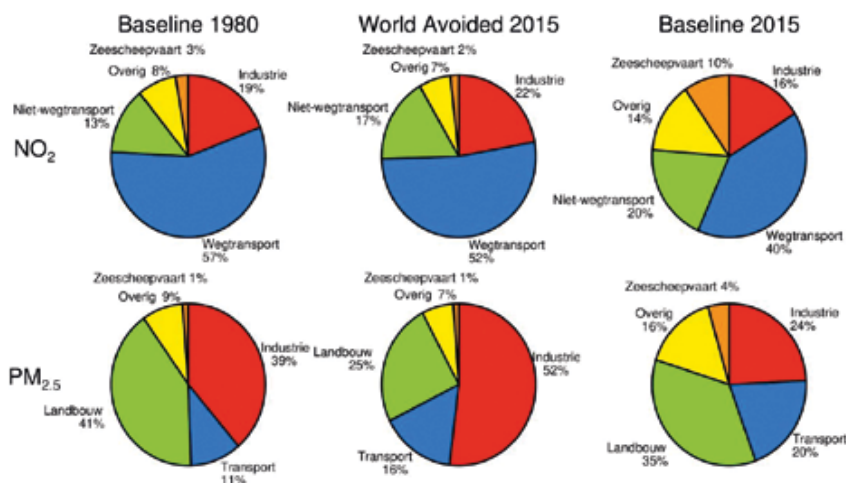 Baseline 1980
World Avoided 2015
Baseline 2015
NO2
Zeescheepvaart 3%
Overig 8%
Industrie
19%
Niet-wegtransport
13%
Wegtransport
57%
Zeescheepvaart 2%
Overig 7%
Industrie
22%
Niet-wegtransport
17%
Wegtransport
52%
Zeescheepvaart 10%
Industrie
16%
Overig
14%
Niet-wegtransport
20%
Wegtransport
40%
PM2.5
Zeescheepvaart 1%
Overig 9%
Industrie
39%
Landbouw
41%
Transport
11%
Zeescheepvaart 1%
Overig 7%
Landbouw
25%
Industrie
52%
Transport
16%
Zeescheepvaart 4%
Overig
16%
Industrie
24%
Landbouw
35%
Transport
20%